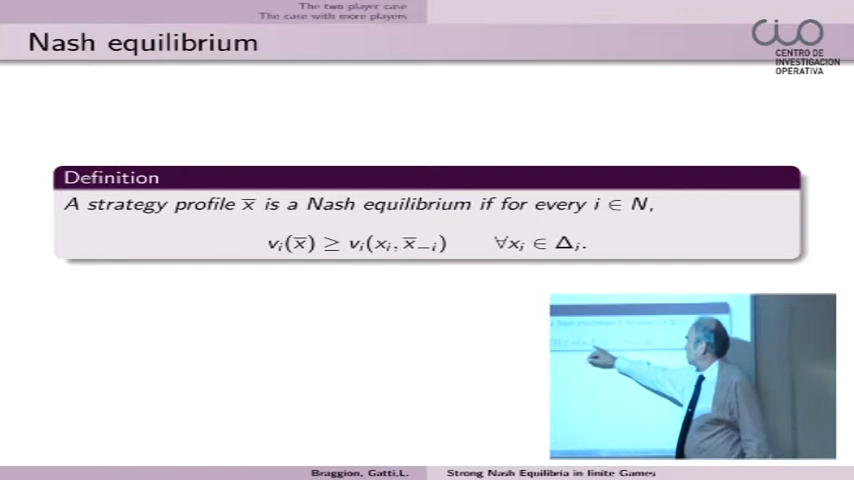 The two player case
The case with more players
Nash equilibrium
CIO
CENTRO DE
INVESTIGACION
OPERATIVA
Definition
A strategy profile x̅ is a Nash equilibrium if for every i ∈ N,
vᵢ(x̅) ≥ vᵢ(xᵢ, x̅₋ᵢ) ∀xᵢ ∈ Δᵢ.
Braggion, Gatti,L.
Strong Nash Equilibria in finite Games